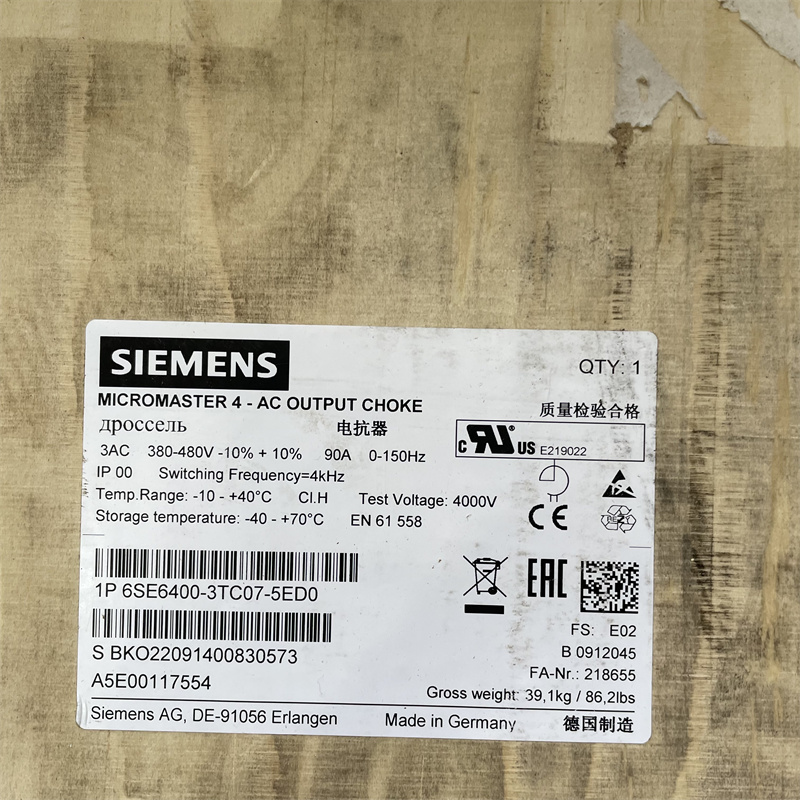 SIEMENS
QTY: 1
MICROMASTER 4 - AC OUTPUT CHOKE
质量检验合格
дроссель 电抗器
c RU US E219022
3AC 380-480V -10% + 10% 90A 0-150Hz
IP 00 Switching Frequency=4kHz
Temp.Range: -10 - +40°C Cl.H Test Voltage: 4000V
Storage temperature: -40 - +70°C EN 61 558
CE
1P 6SE6400-3TC07-5ED0
EAC
FS: E02
S BKO22091400830573
B 0912045
A5E00117554
FA-Nr.: 218655
Gross weight: 39,1kg / 86,2lbs
Siemens AG, DE-91056 Erlangen Made in Germany 德国制造